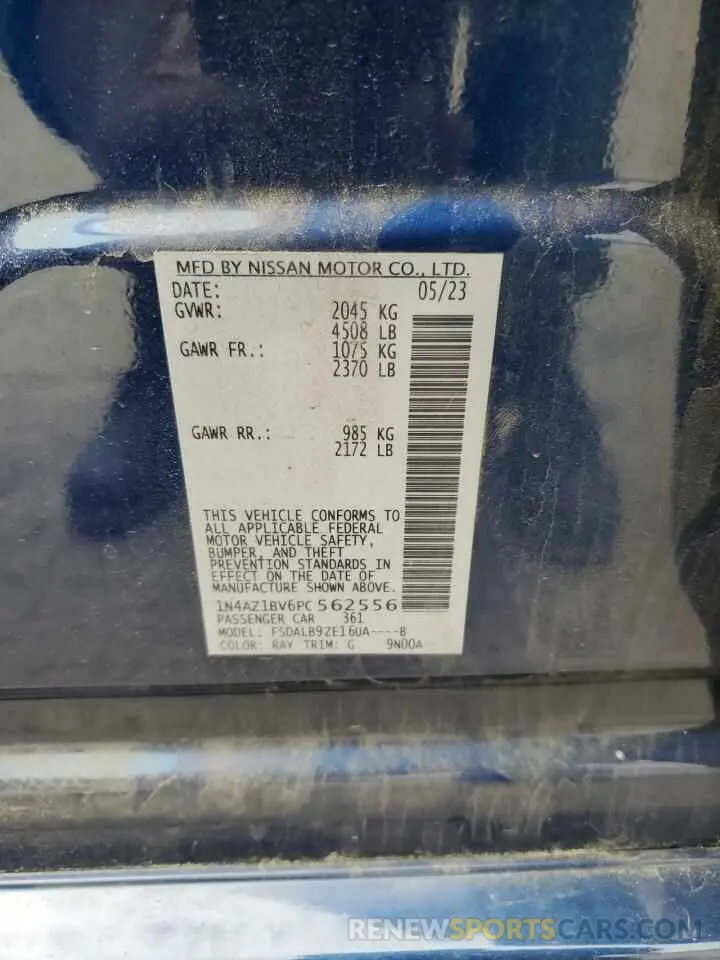 MFD BY NISSAN MOTOR CO., LTD.
DATE: 05/23
GVWR: 2045 KG
4508 LB
GAWR FR.: 1075 KG
2370 LB
GAWR RR.: 985 KG
2172 LB
THIS VEHICLE CONFORMS TO
ALL APPLICABLE FEDERAL
MOTOR VEHICLE SAFETY,
BUMPER, AND THEFT
PREVENTION STANDARDS IN
EFFECT ON THE DATE OF
MANUFACTURE SHOWN ABOVE.
1N4AZ1BV6PC562556
PASSENGER CAR 361
MODEL: FSDALB9ZE16UA----B
COLOR: RAY TRIM: G 9N00A
RENEWSPORTSCARS.COM